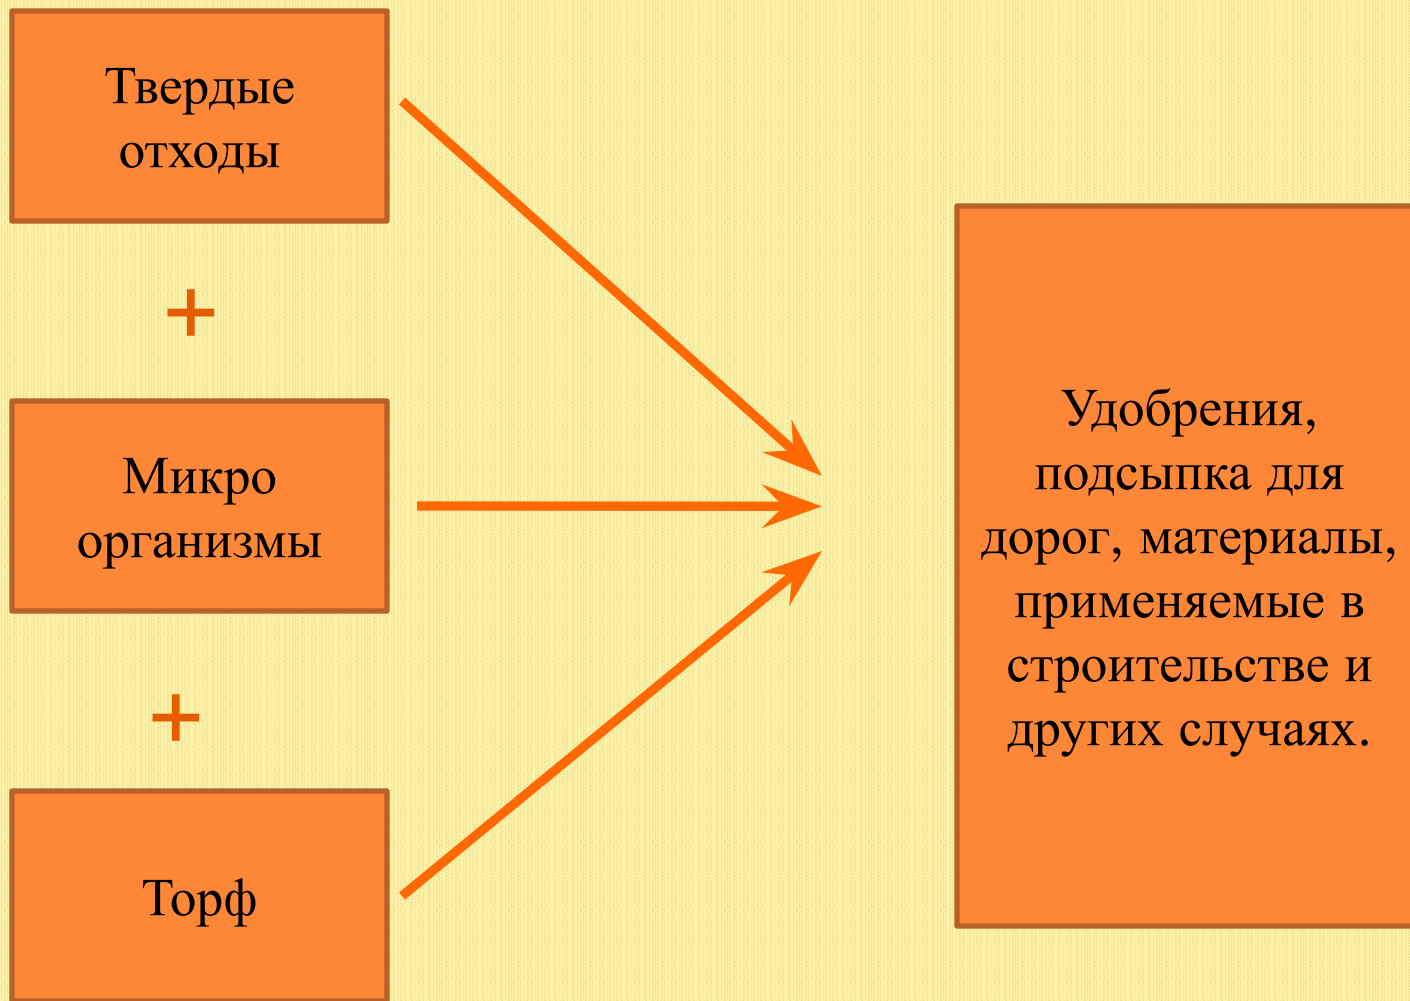 Твердые
отходы
+
Микро
организмы
+
Торф
Удобрения,
подсыпка для
дорог, материалы,
применяемые в
строительстве и
других случаях.